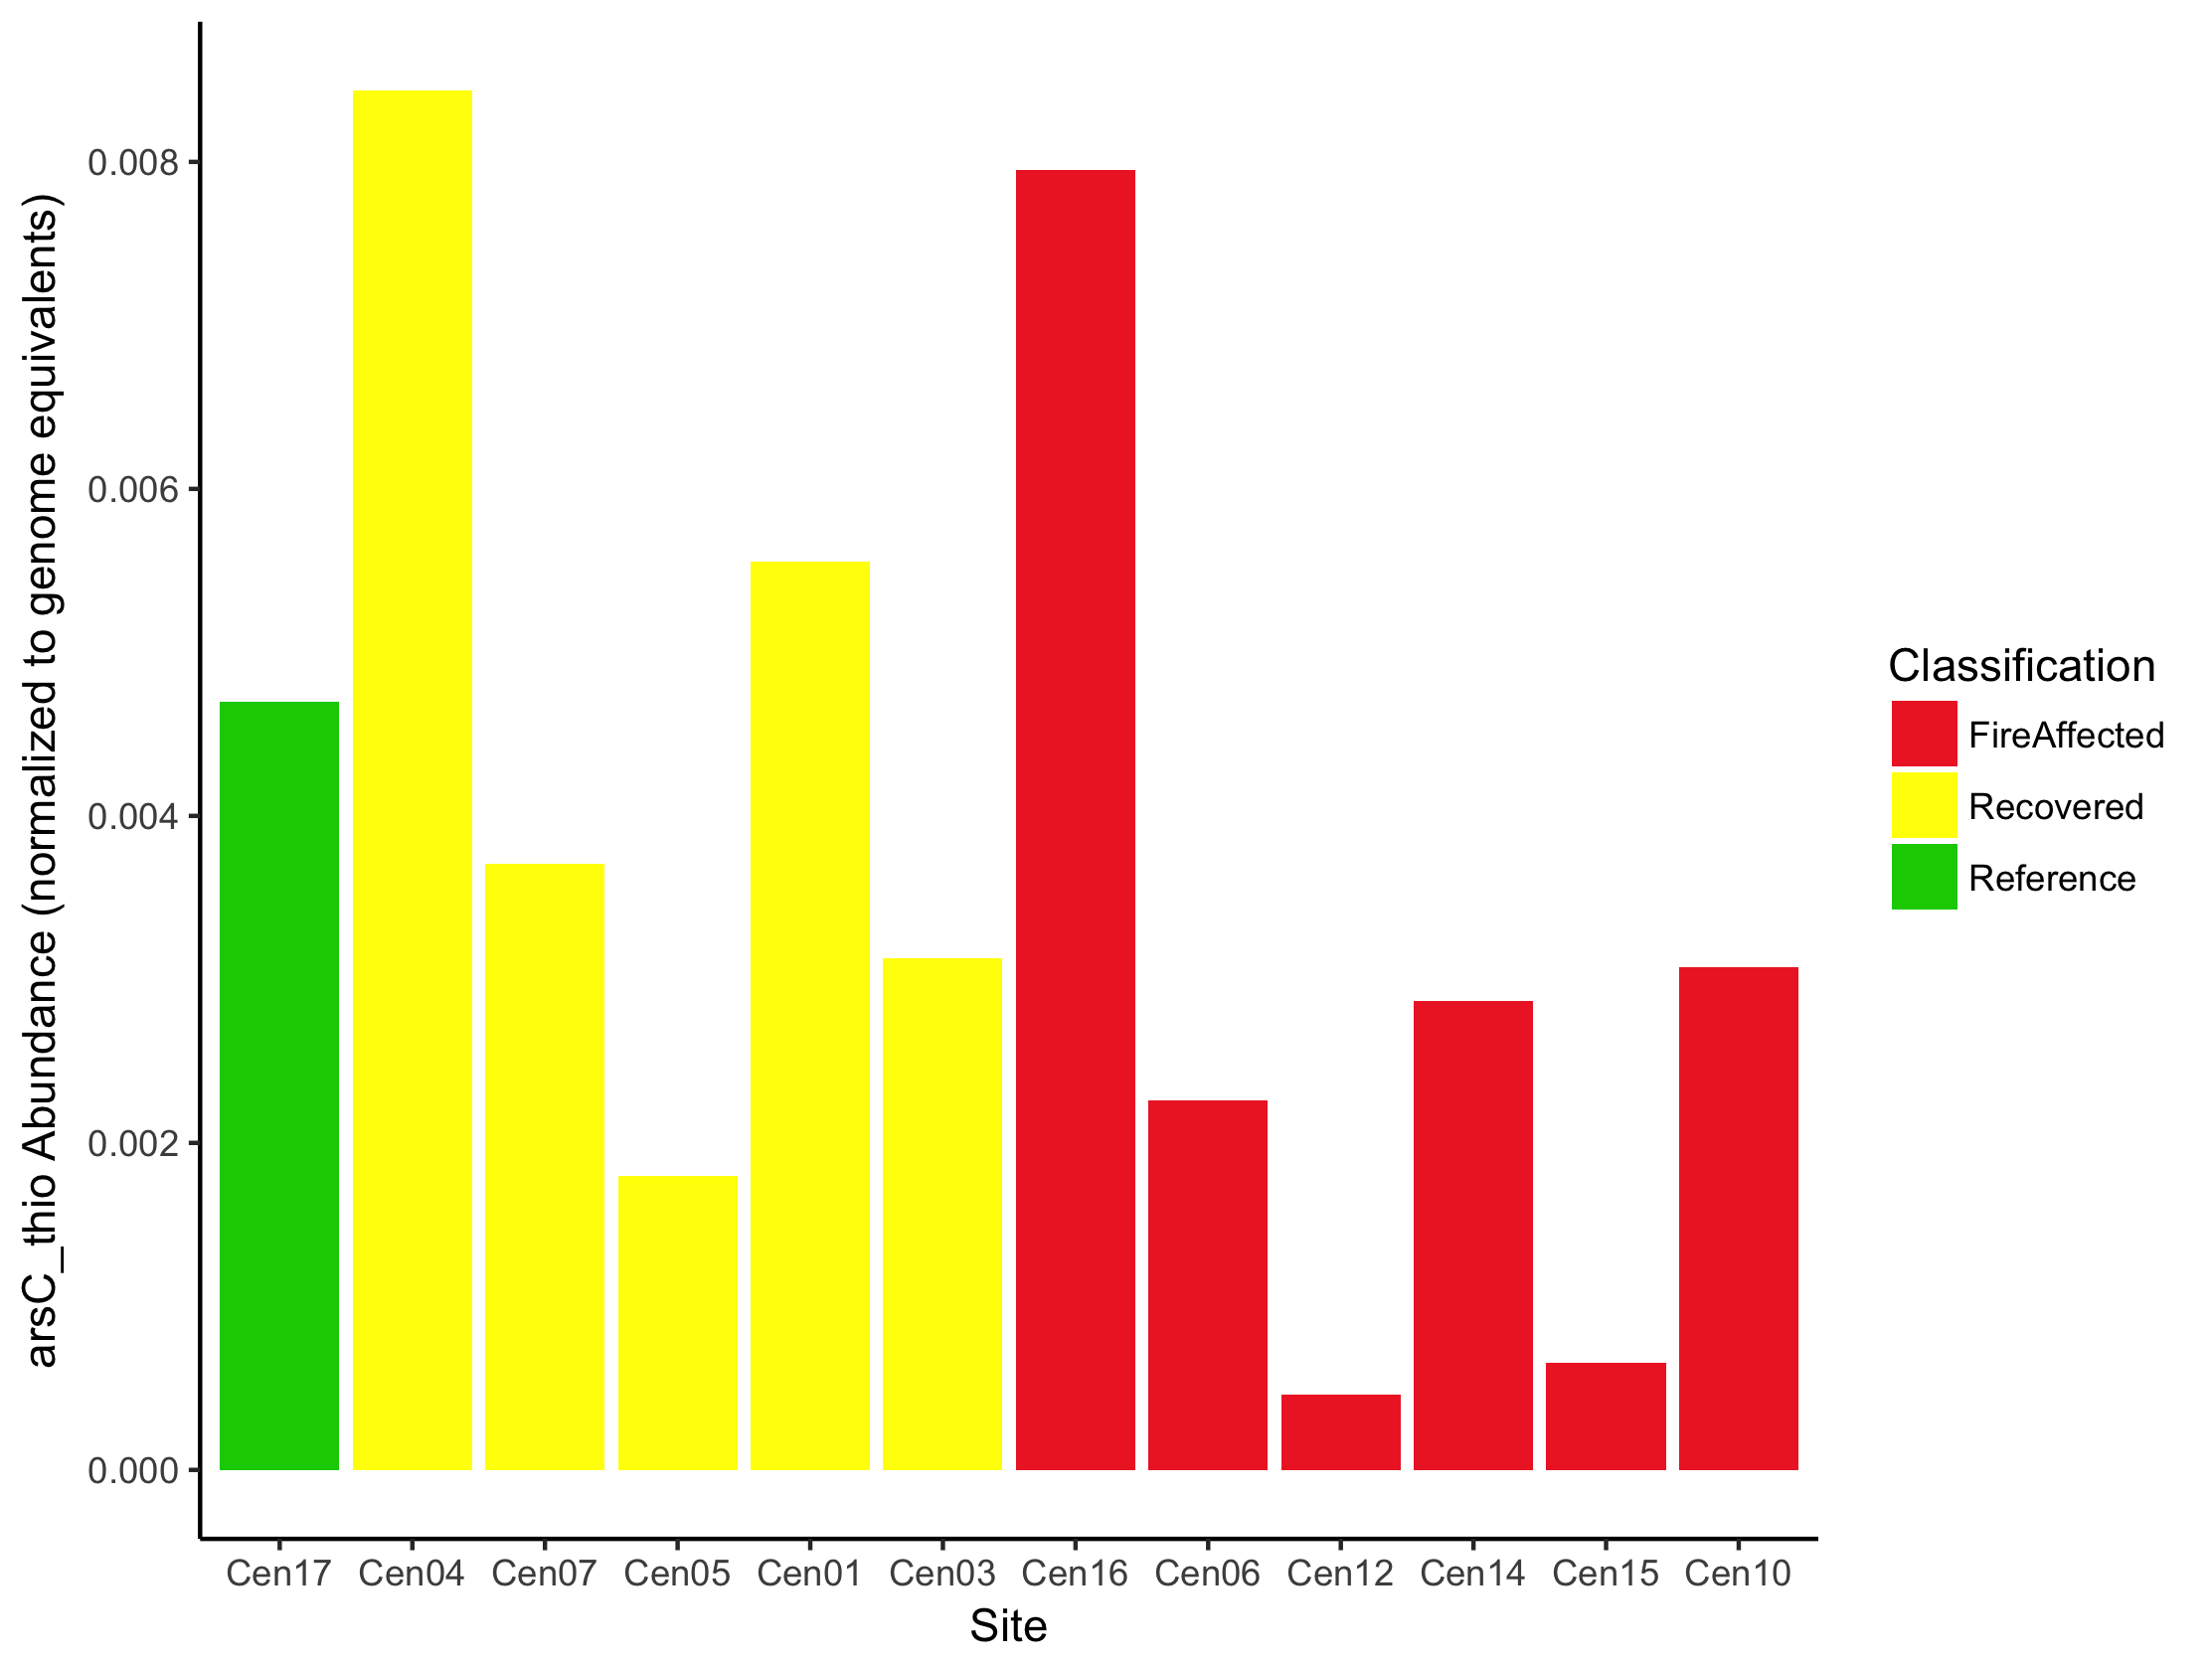 arsC_thio Abundance (normalized to genome equivalents)
0.008
0.006
0.004
0.002
0.000
Cen17 Cen04 Cen07 Cen05 Cen01 Cen03 Cen16 Cen06 Cen12 Cen14 Cen15 Cen10
Site
Classification
FireAffected
Recovered
Reference